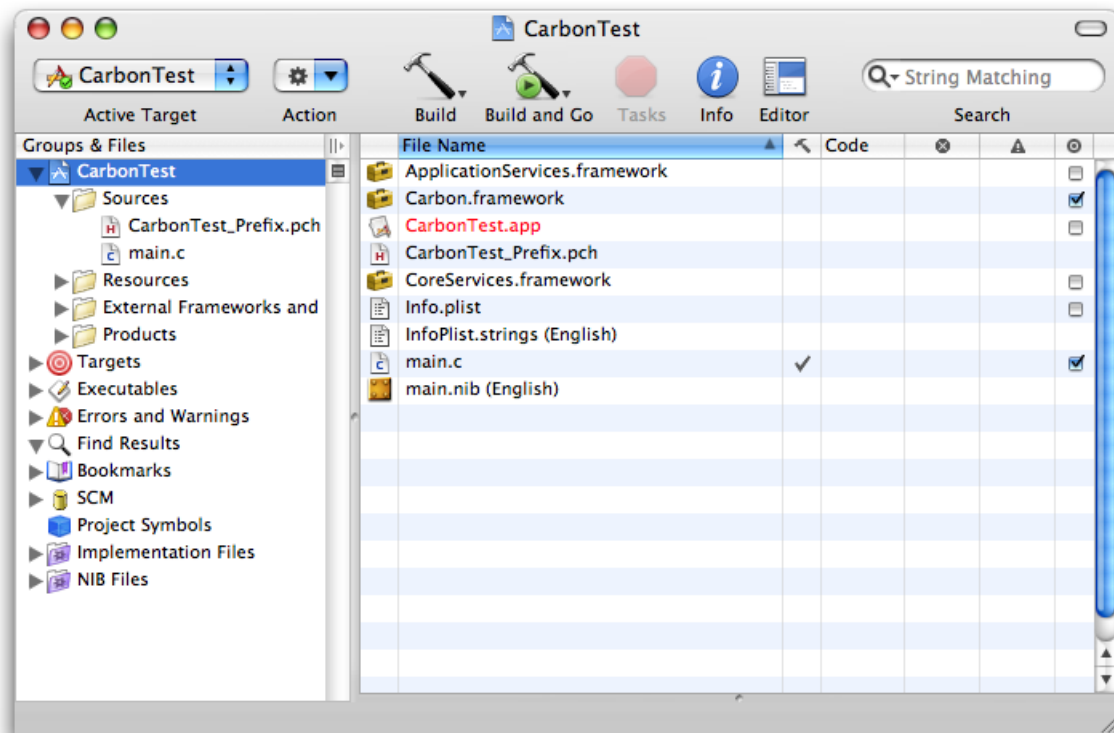 CarbonTest
CarbonTest
String Matching
Active Target Action Build Build and Go Tasks Info Editor Search
Groups & Files
CarbonTest
Sources
CarbonTest_Prefix.pch
main.c
Resources
External Frameworks and
Products
Targets
Executables
Errors and Warnings
Find Results
Bookmarks
SCM
Project Symbols
Implementation Files
NIB Files
File Name Code
ApplicationServices.framework
Carbon.framework
CarbonTest.app
CarbonTest_Prefix.pch
CoreServices.framework
Info.plist
InfoPlist.strings (English)
main.c
main.nib (English)